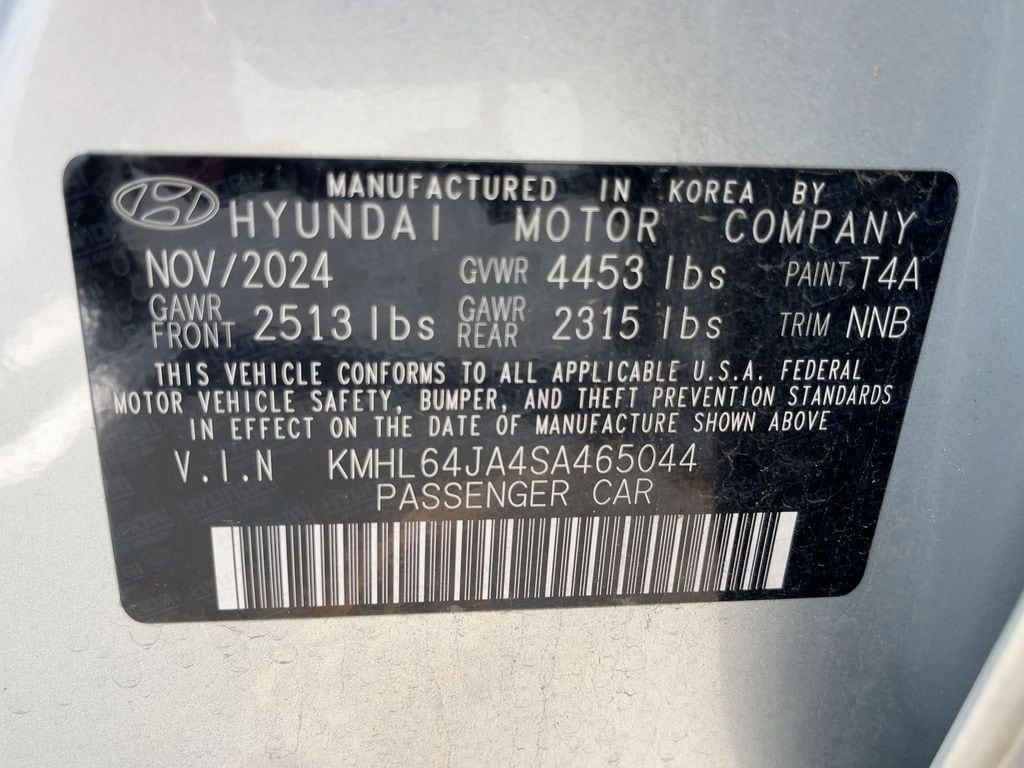 MANUFACTURED IN KOREA BY
HYUNDAI MOTOR COMPANY
NOV/2024 GVWR 4453 lbs PAINT T4A
GAWR FRONT 2513 lbs GAWR REAR 2315 lbs TRIM NNB
THIS VEHICLE CONFORMS TO ALL APPLICABLE U.S.A. FEDERAL
MOTOR VEHICLE SAFETY, BUMPER, AND THEFT PREVENTION STANDARDS
IN EFFECT ON THE DATE OF MANUFACTURE SHOWN ABOVE
V.I.N KMHL64JA4SA465044
PASSENGER CAR